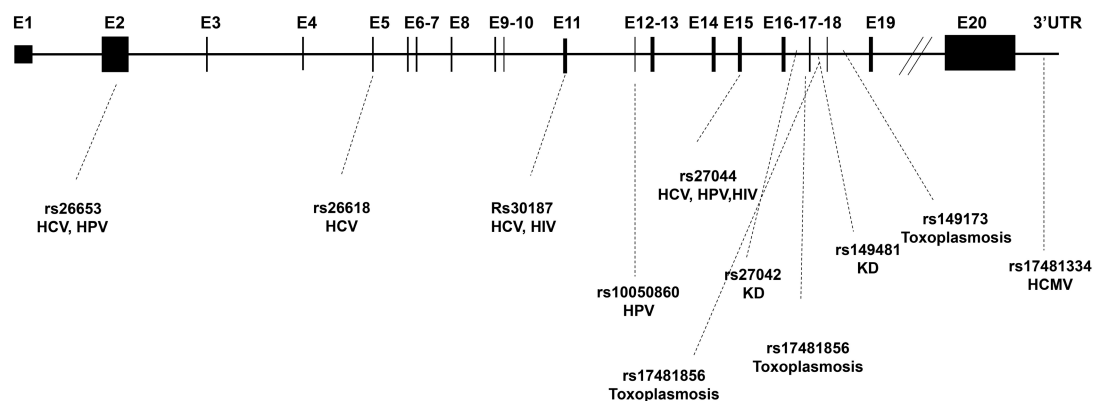 E1 E2 E3 E4 E5 E6-7 E8 E9-10 E11 E12-13 E14 E15 E16-17-18 E19 E20 3’UTR
rs26653
HCV, HPV
rs26618
HCV
Rs30187
HCV, HIV
rs10050860
HPV
rs27044
HCV, HPV,HIV
rs17481856
Toxoplasmosis
rs27042
KD
rs17481856
Toxoplasmosis
rs149481
KD
rs149173
Toxoplasmosis
rs17481334
HCMV